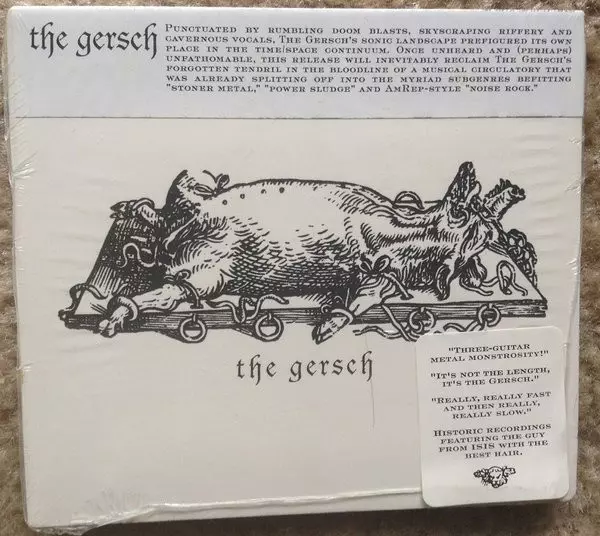 the gersch
Punctuated by rumbling doom blasts, skyscraping riffery and
cavernous vocals, The Gersch's sonic landscape prefigured its own
place in the time/space continuum. Once unheard and (perhaps)
unfathomable, this release will inevitably reclaim The Gersch's
forgotten tendril in the bloodline of a musical circulatory that
was already splitting off into the myriad subgenres befitting
"stoner metal," "power sludge" and AmRep-style "noise rock."
the gersch
"Three-guitar
metal monstrosity!"
"It's not the length,
it's the Gersch."
"Really, really fast
and then really,
really slow."
Historic recordings
featuring the guy
from ISIS with the
best hair.